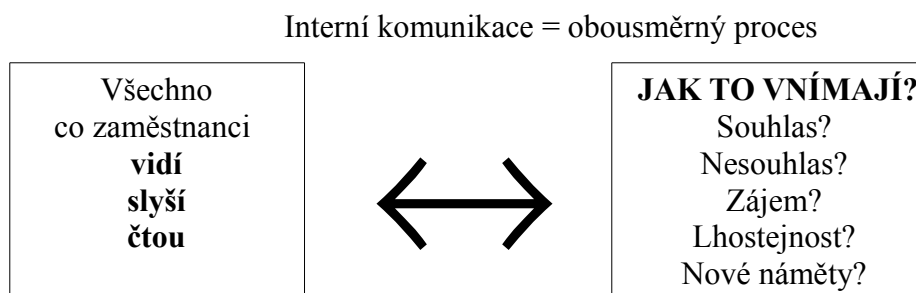 Interní komunikace = obousměrný proces
Všechno
co zaměstnanci
vidí
slyší
čtou
JAK TO VNÍMAJÍ?
Souhlas?
Nesouhlas?
Zájem?
Lhostejnost?
Nové náměty?